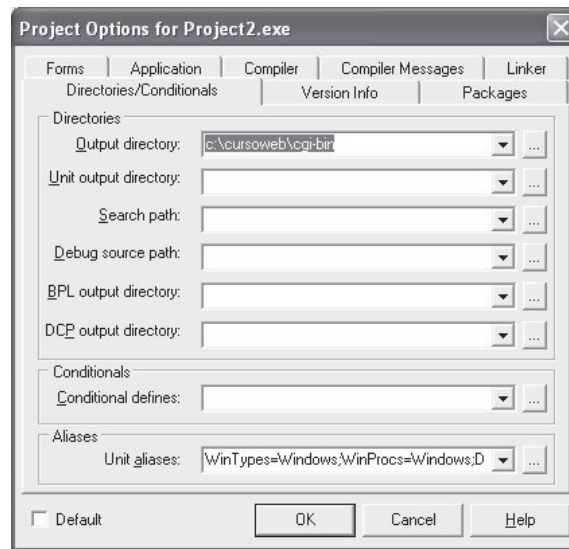 Project Options for Project2.exe
Forms Application Compiler Compiler Messages Linker
Directories/Conditionals Version Info Packages
Directories
Output directory: c:\cursoweb\cgi-bin ...
Unit output directory: ...
Search path: ...
Debug source path: ...
BPL output directory: ...
DCP output directory: ...
Conditionals
Conditional defines: ...
Aliases
Unit aliases: WinTypes=Windows;WinProcs=Windows;D ...
Default OK Cancel Help